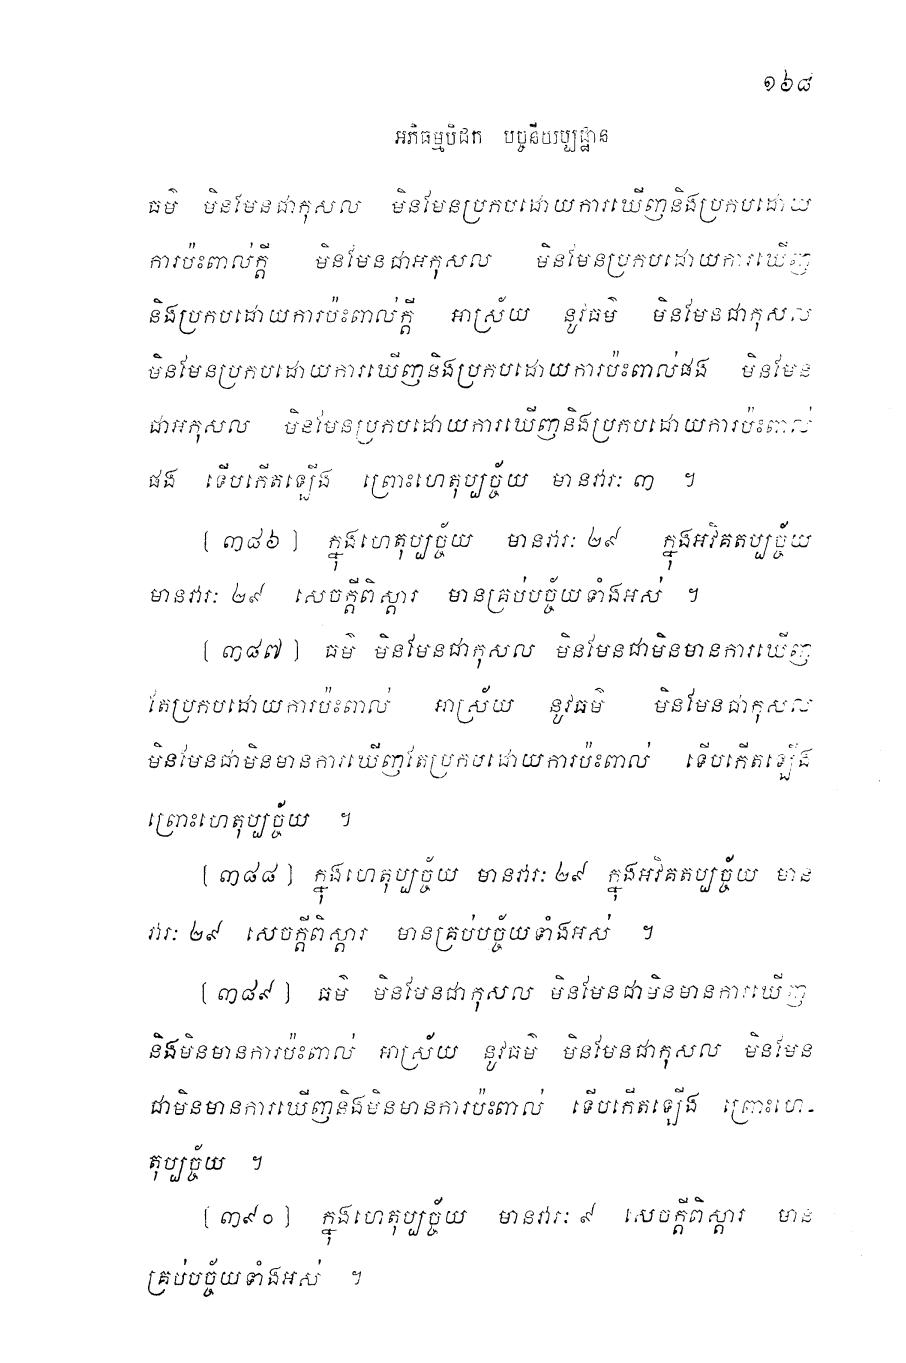 ១៦៨
អភិធម្មបិដក បច្ចនីយប្បដ្ឋាន
ធម៌ មិនមែនជាកុសល មិនមែនប្រកបដោយការឃើញនិងប្រកបដោយ
ការប៉ះពាល់ក្តី មិនមែនជាអកុសល មិនមែនប្រកបដោយការឃើញ
និងប្រកបដោយការប៉ះពាល់ក្តី អាស្រ័យ នូវធម៌ មិនមែនជាកុសល
មិនមែនប្រកបដោយការឃើញនិងប្រកបដោយការប៉ះពាល់ផង មិនមែន
ជាអកុសល មិនមែនប្រកបដោយការឃើញនិងប្រកបដោយការប៉ះពាល់
ផង ទើបកើតឡើង ព្រោះហេតុប្បច្ច័យ មានវារៈ ៣ ។
(៣៨៦) ក្នុងហេតុប្បច្ច័យ មានវារៈ ២៩ ក្នុងអវិគតប្បច្ច័យ
មានវារៈ ២៩ សេចក្តីពិស្តារ មានគ្រប់បច្ច័យទាំងអស់ ។
(៣៨៧) ធម៌ មិនមែនជាកុសល មិនមែនជាមិនមានការឃើញ
តែប្រកបដោយការប៉ះពាល់ អាស្រ័យ នូវធម៌ មិនមែនជាកុសល
មិនមែនជាមិនមានការឃើញតែប្រកបដោយការប៉ះពាល់ ទើបកើតឡើង
ព្រោះហេតុប្បច្ច័យ ។
(៣៨៨) ក្នុងហេតុប្បច្ច័យ មានវារៈ ២៩ ក្នុងអវិគតប្បច្ច័យ មាន
វារៈ ២៩ សេចក្តីពិស្តារ មានគ្រប់បច្ច័យទាំងអស់ ។
(៣៨៩) ធម៌ មិនមែនជាកុសល មិនមែនជាមិនមានការឃើញ
និងមិនមានការប៉ះពាល់ អាស្រ័យ នូវធម៌ មិនមែនជាកុសល មិនមែន
ជាមិនមានការឃើញនិងមិនមានការប៉ះពាល់ ទើបកើតឡើង ព្រោះហេ-
តុប្បច្ច័យ ។
(៣៩០) ក្នុងហេតុប្បច្ច័យ មានវារៈ ៩ សេចក្តីពិស្តារ មាន
គ្រប់បច្ច័យទាំងអស់ ។